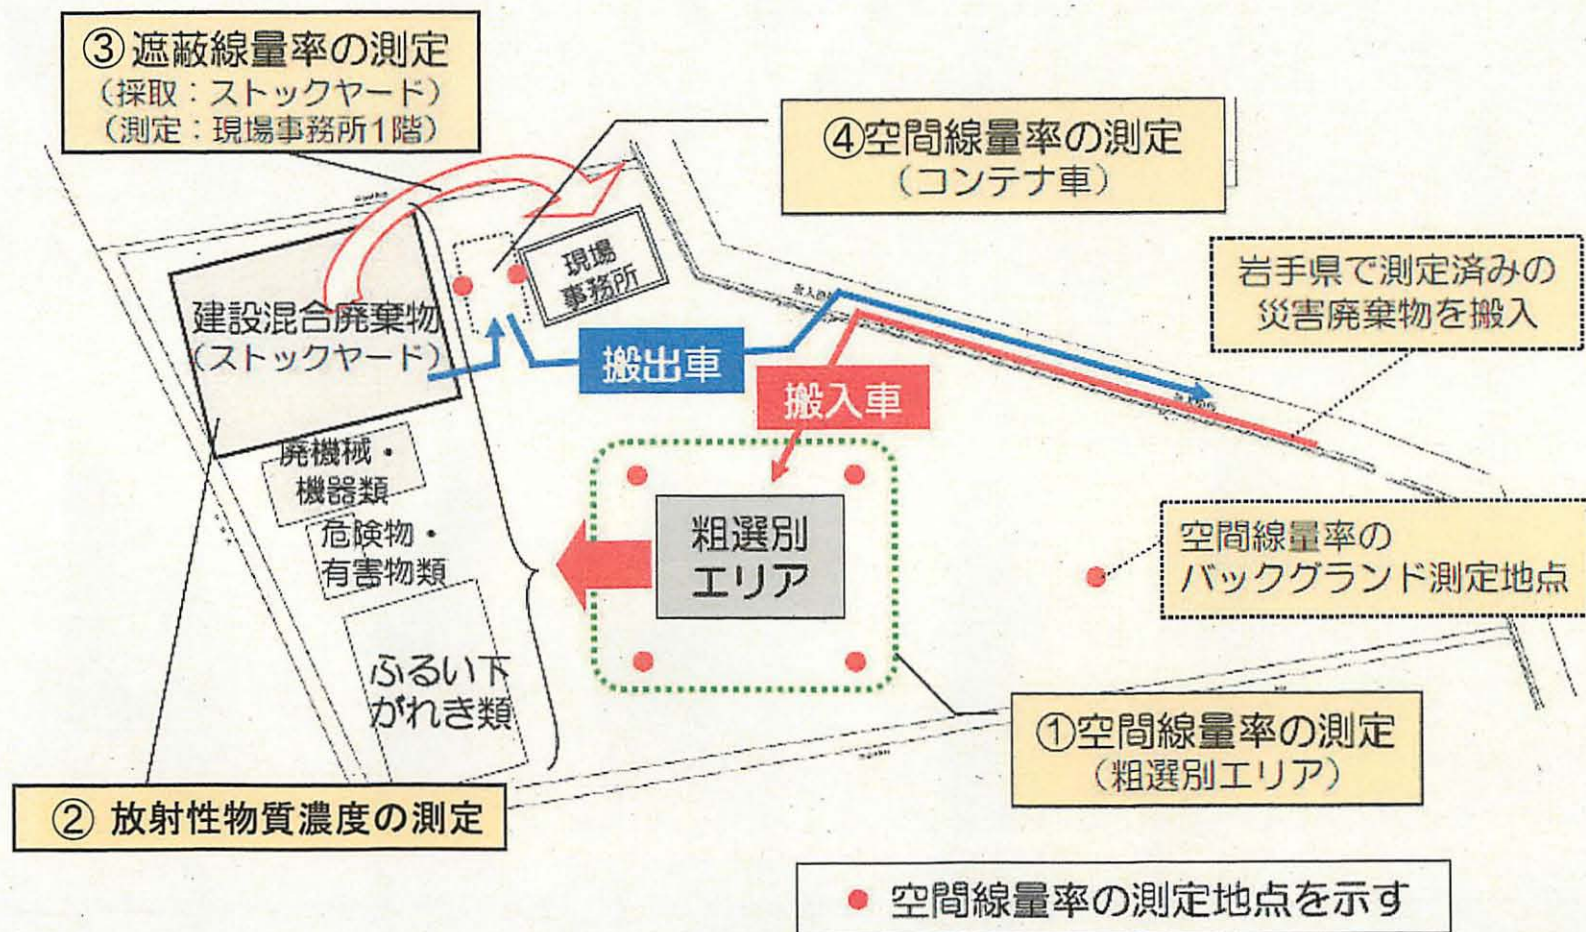 ③遮蔽線量率の測定
（採取：ストックヤード）
（測定：現場事務所1階）
④空間線量率の測定
（コンテナ車）
現場
事務所
岩手県で測定済みの
災害廃棄物を搬入
建設混合廃棄物
（ストックヤード）
搬出車
搬入車
廃機械・
機器類
危険物・
有害物類
ふるい下
がれき類
粗選別
エリア
空間線量率の
バックグランド測定地点
①空間線量率の測定
（粗選別エリア）
② 放射性物質濃度の測定
● 空間線量率の測定地点を示す